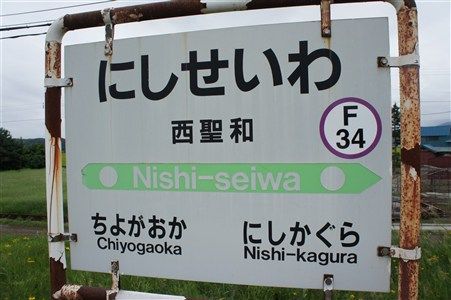 にしせいわ
西聖和
F
34
Nishi-seiwa
ちよがおか にしかぐら
Chiyogaoka Nishi-kagura